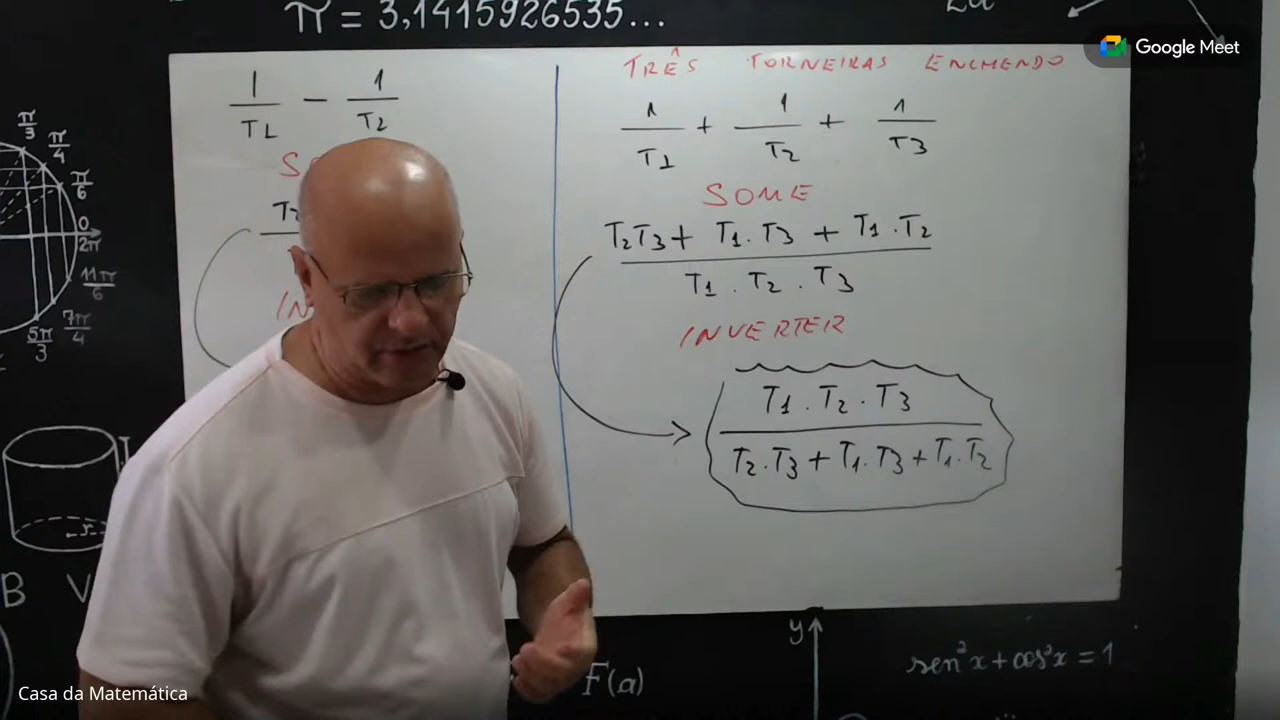 π = 3,1415926535...
2a
Google Meet
1/T1 - 1/T2
TRÊS TORNEIRAS ENCHENDO
1/T1 + 1/T2 + 1/T3
SOME
T2T3 + T1.T3 + T1.T2
T1 . T2 . T3
INVERTER
T1 . T2 . T3
T2.T3 + T1.T3 + T1.T2
π/3
π/4
π/6
0
2π
11π/6
7π/4
5π/3
r
B V
F(a)
y
sen²x + cos²x = 1
Casa da Matemática